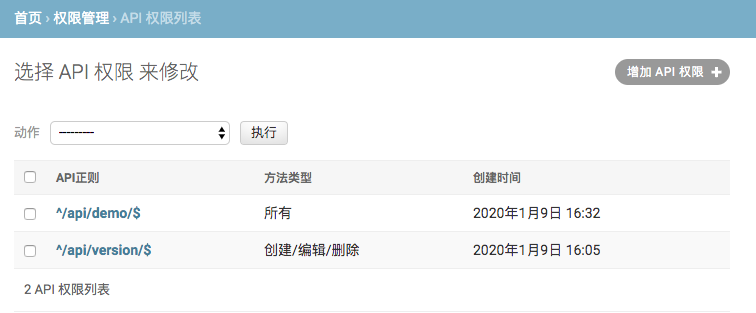 首页 › 权限管理 › API 权限列表
选择 API 权限 来修改
增加 API 权限 +
动作 --------- 执行
API正则 方法类型 创建时间
^/api/demo/$ 所有 2020年1月9日 16:32
^/api/version/$ 创建/编辑/删除 2020年1月9日 16:05
2 API 权限列表